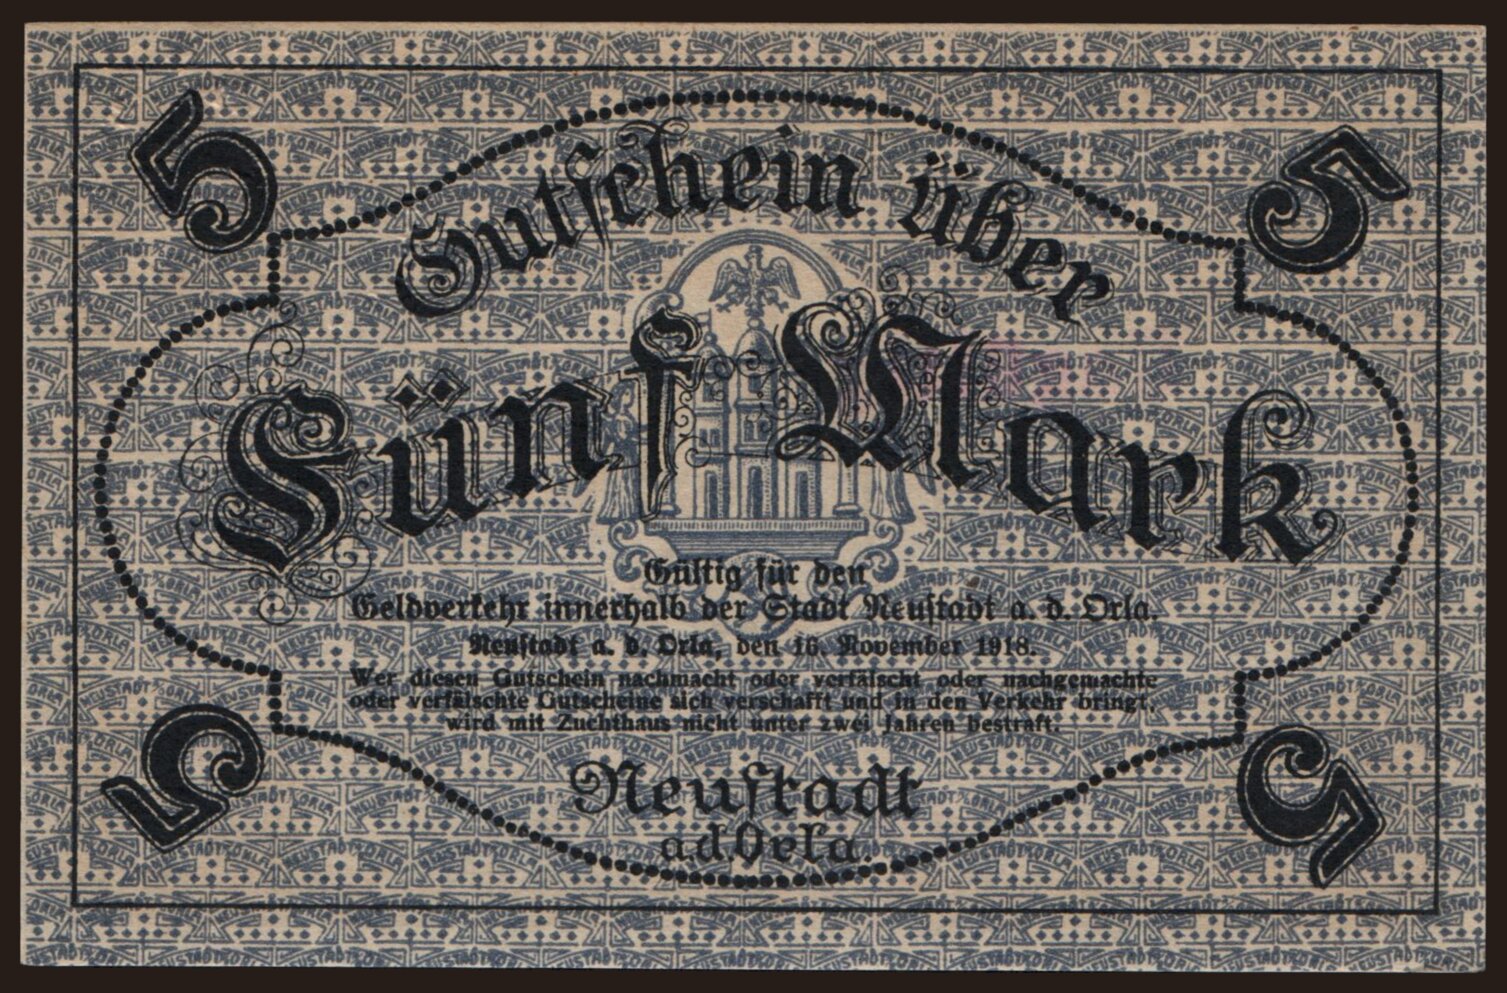 5
5
Gutschein über
Fünf Mark
Gültig für den
Geldverkehr innerhalb der Stadt Neustadt a. d. Orla.
Neustadt a. d. Orla, den 16. November 1918.
Wer diesen Gutschein nachmacht oder verfälscht oder nachgemachte
oder verfälschte Gutscheine sich verschafft und in den Verkehr bringt,
wird mit Zuchthaus nicht unter zwei Jahren bestraft.
5
5
Neustadt
a.d.Orla.